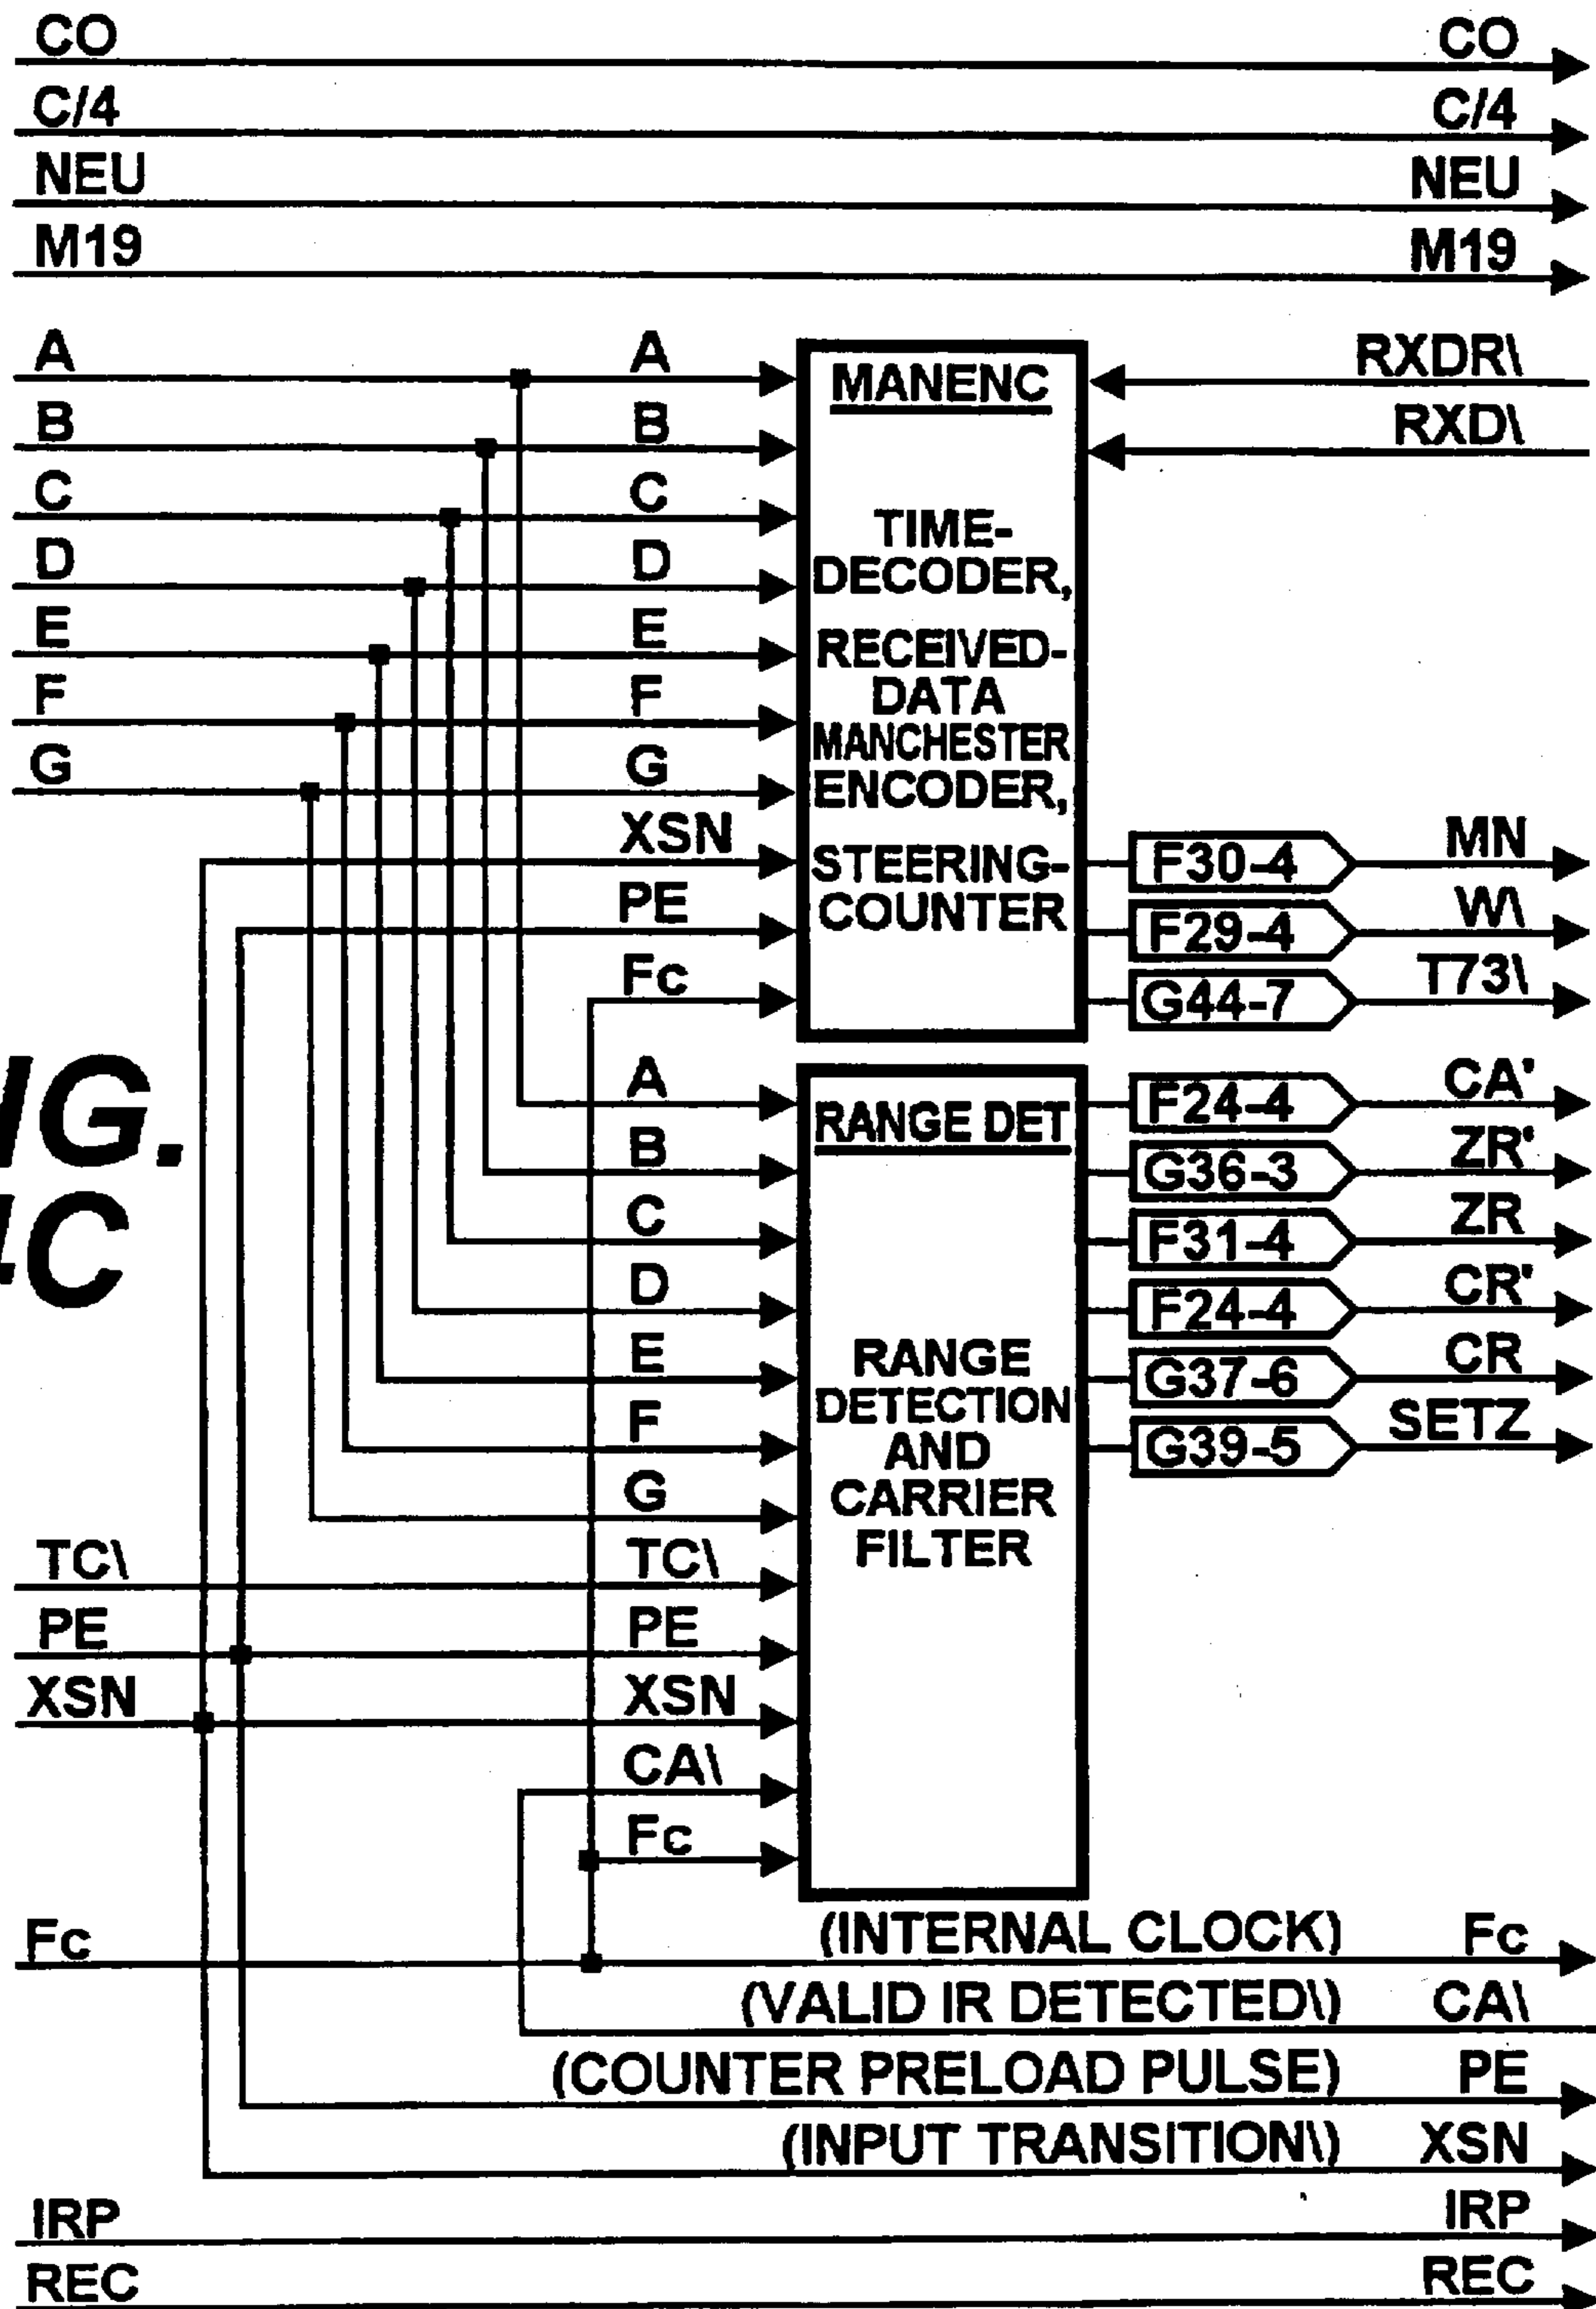 CO CO
C/4 C/4
NEU NEU
M19 M19
A A MANENC RXDR\
B B RXD\
C C TIME-
D D DECODER,
E E RECEIVED-
F F DATA
MANCHESTER
G G ENCODER,
XSN STEERING- F30-4 MN
PE COUNTER F29-4 W\
Fc G44-7 T73\
A RANGE DET F24-4 CA'
B G36-3 ZR'
C F31-4 ZR
D F24-4 CR'
E RANGE G37-6 CR
DETECTION
F AND G39-5 SETZ
G CARRIER
TC\ TC\ FILTER
PE PE
XSN XSN
CA\
Fc
Fc (INTERNAL CLOCK) Fc
(VALID IR DETECTED\) CA\
(COUNTER PRELOAD PULSE) PE
(INPUT TRANSITION\) XSN
IRP IRP
REC REC
IG.
C